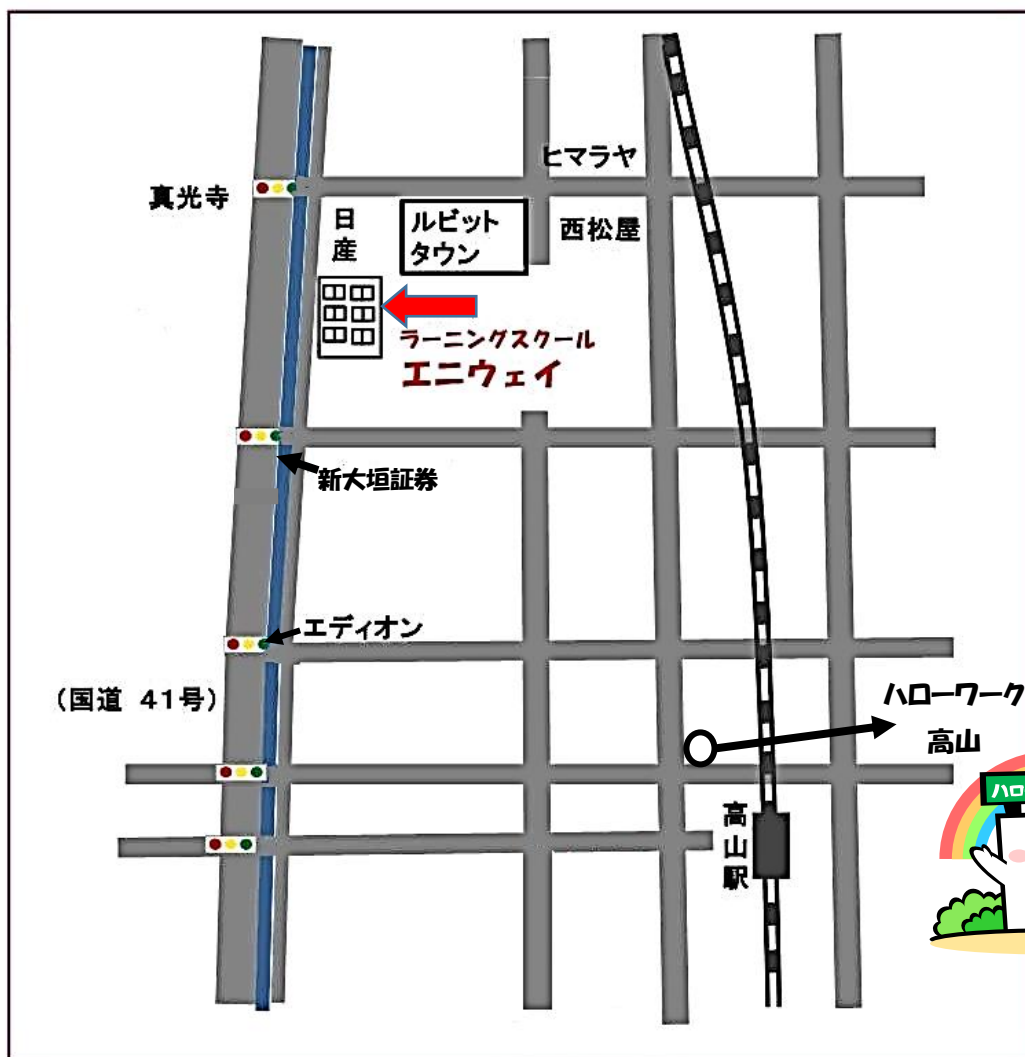 ヒマラヤ
真光寺
日産
ルビット
タウン
西松屋
ラーニングスクール
エニウェイ
新大垣証券
エディオン
(国道 41号)
ハローワーク
高山
ハロ
高山駅